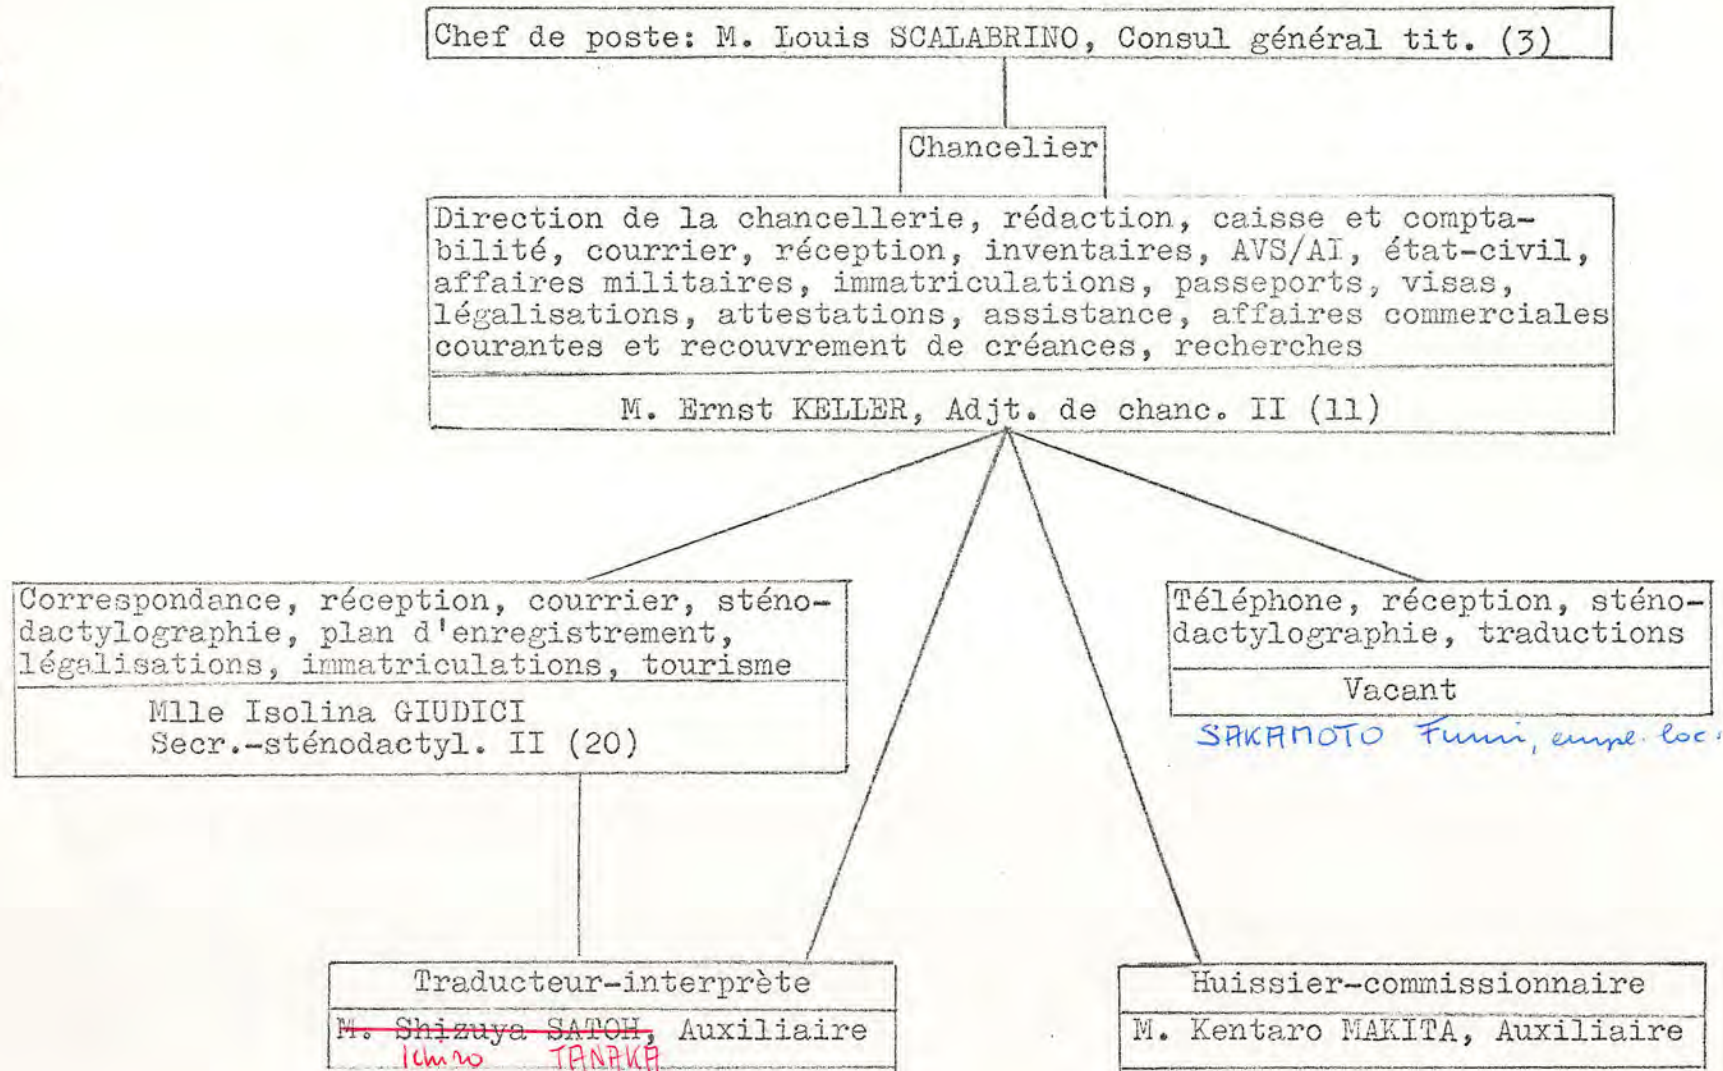 Chef de poste: M. Louis SCALABRINO, Consul général tit. (3)
Chancelier
Direction de la chancellerie, rédaction, caisse et compta-
bilité, courrier, réception, inventaires, AVS/AI, état-civil,
affaires militaires, immatriculations, passeports, visas,
légalisations, attestations, assistance, affaires commerciales
courantes et recouvrement de créances, recherches
M. Ernst KELLER, Adjt. de chanc. II (11)
Correspondance, réception, courrier, sténo-
dactylographie, plan d'enregistrement,
légalisations, immatriculations, tourisme
Mlle Isolina GIUDICI
Secr.-sténodactyl. II (20)
Téléphone, réception, sténo-
dactylographie, traductions
Vacant
SAKAMOTO Fumi, empl. loc.
Traducteur-interprète
M. Shizuya SATOH, Auxiliaire
Ichiro TANAKA
Huissier-commissionnaire
M. Kentaro MAKITA, Auxiliaire